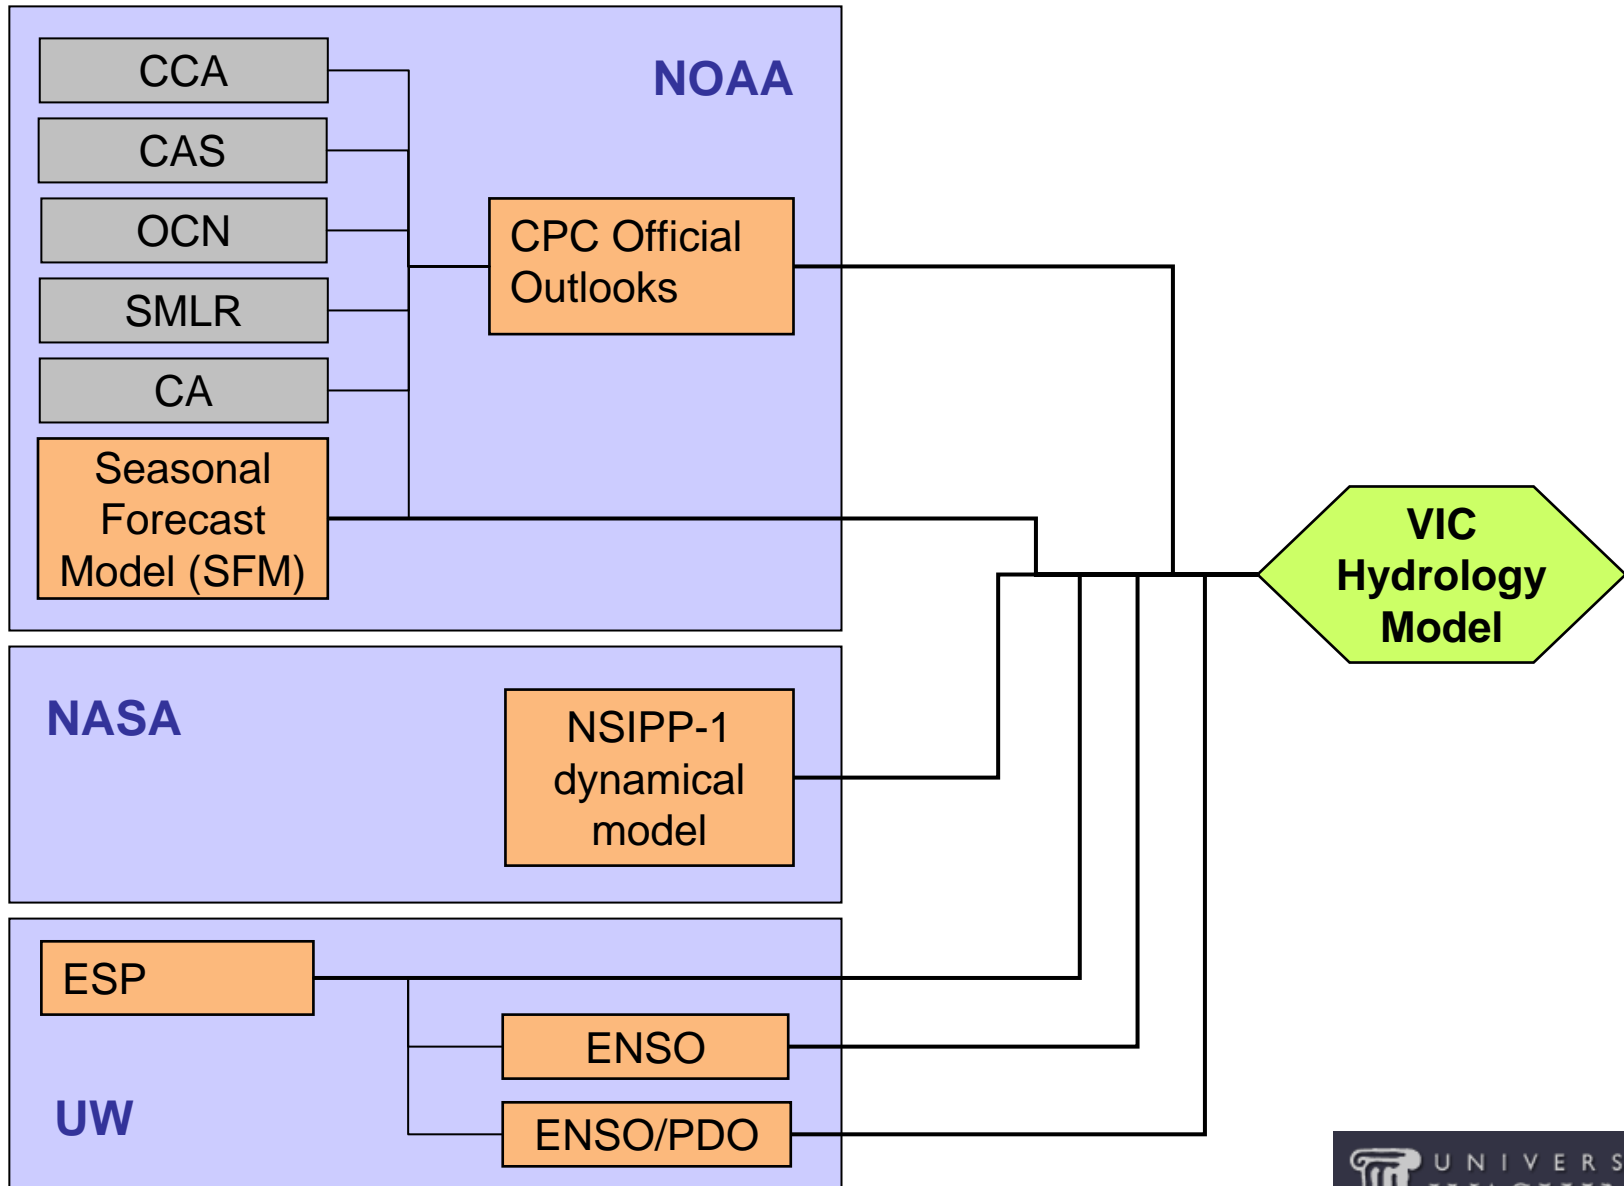 NOAA
CCA
CAS
OCN
SMLR
CA
Seasonal
Forecast
Model (SFM)
CPC Official
Outlooks
VIC
Hydrology
Model
NASA
NSIPP-1
dynamical
model
UW
ESP
ENSO
ENSO/PDO